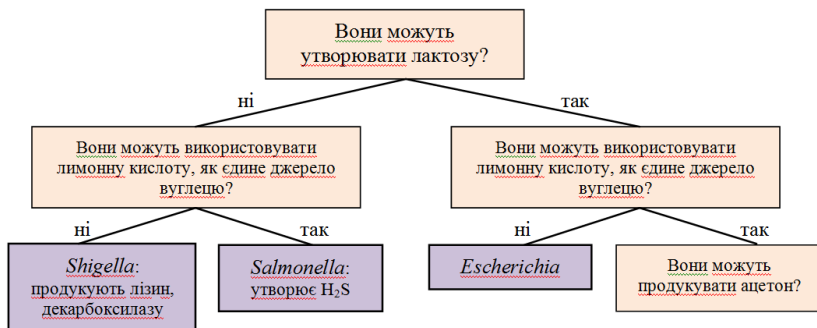 Вони можуть
утворювати лактозу?
ні
так
Вони можуть використовувати
лимонну кислоту, як єдине джерело
вуглецю?
Вони можуть використовувати
лимонну кислоту, як єдине джерело
вуглецю?
ні
так
ні
так
Shigella:
продукують лізин,
декарбоксилазу
Salmonella:
утворює H₂S
Escherichia
Вони можуть
продукувати ацетон?